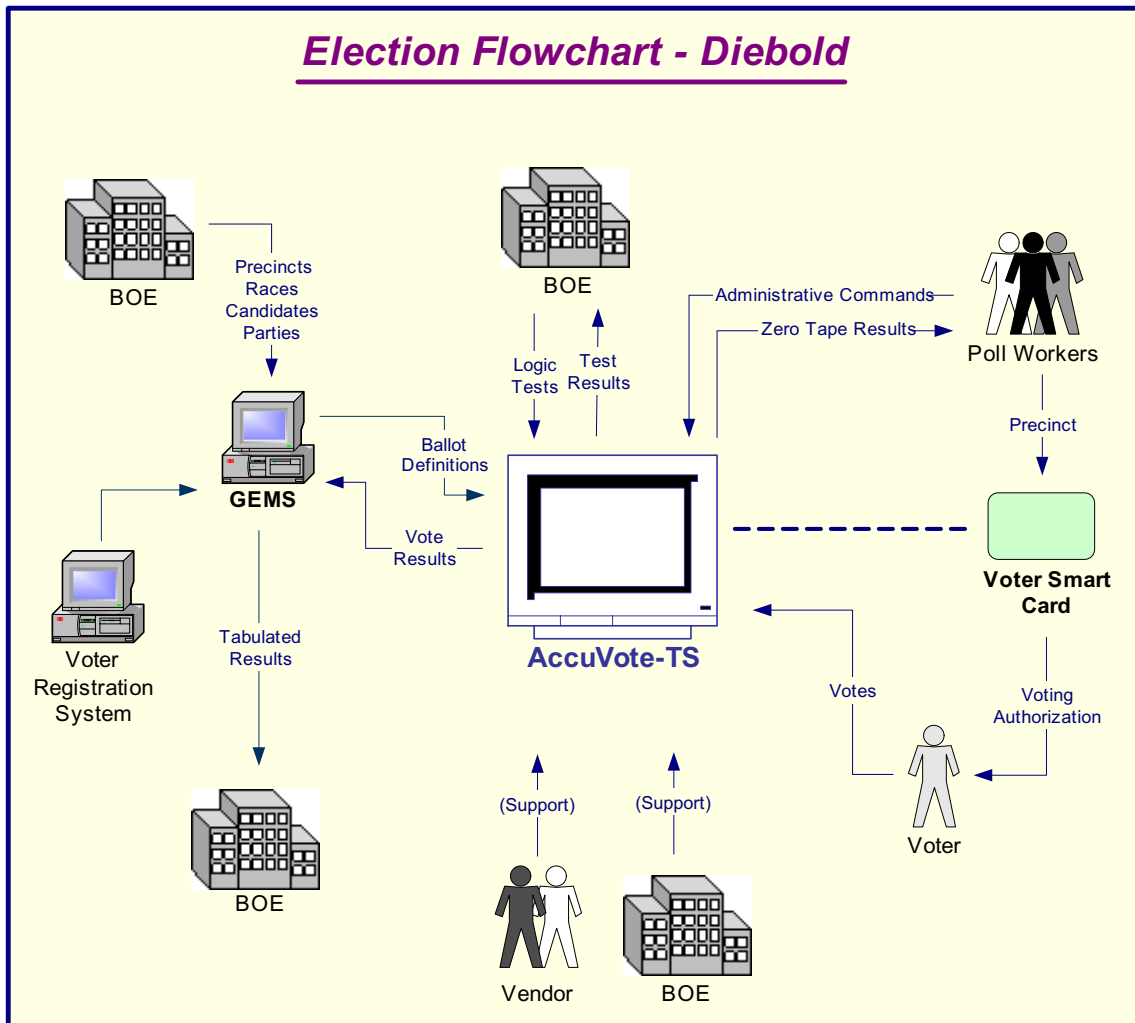 Election Flowchart - Diebold
BOE
Precincts
Races
Candidates
Parties
BOE
Logic
Tests
Test
Results
Administrative Commands
Zero Tape Results
Poll Workers
Precinct
GEMS
Ballot
Definitions
Vote
Results
Voter
Registration
System
Tabulated
Results
BOE
AccuVote-TS
Voter Smart
Card
Votes
Voting
Authorization
Voter
(Support)
(Support)
Vendor
BOE